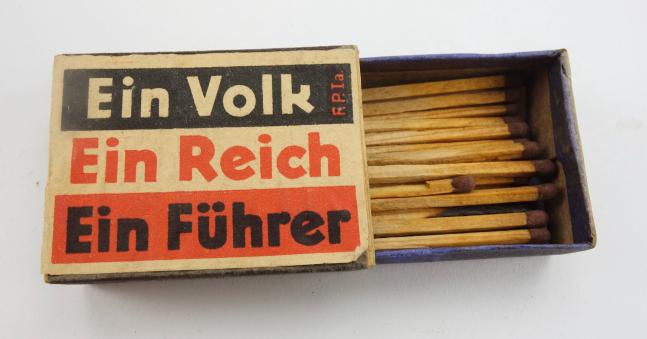 Ein Volk
F.P.Ia.
Ein Reich
Ein Führer